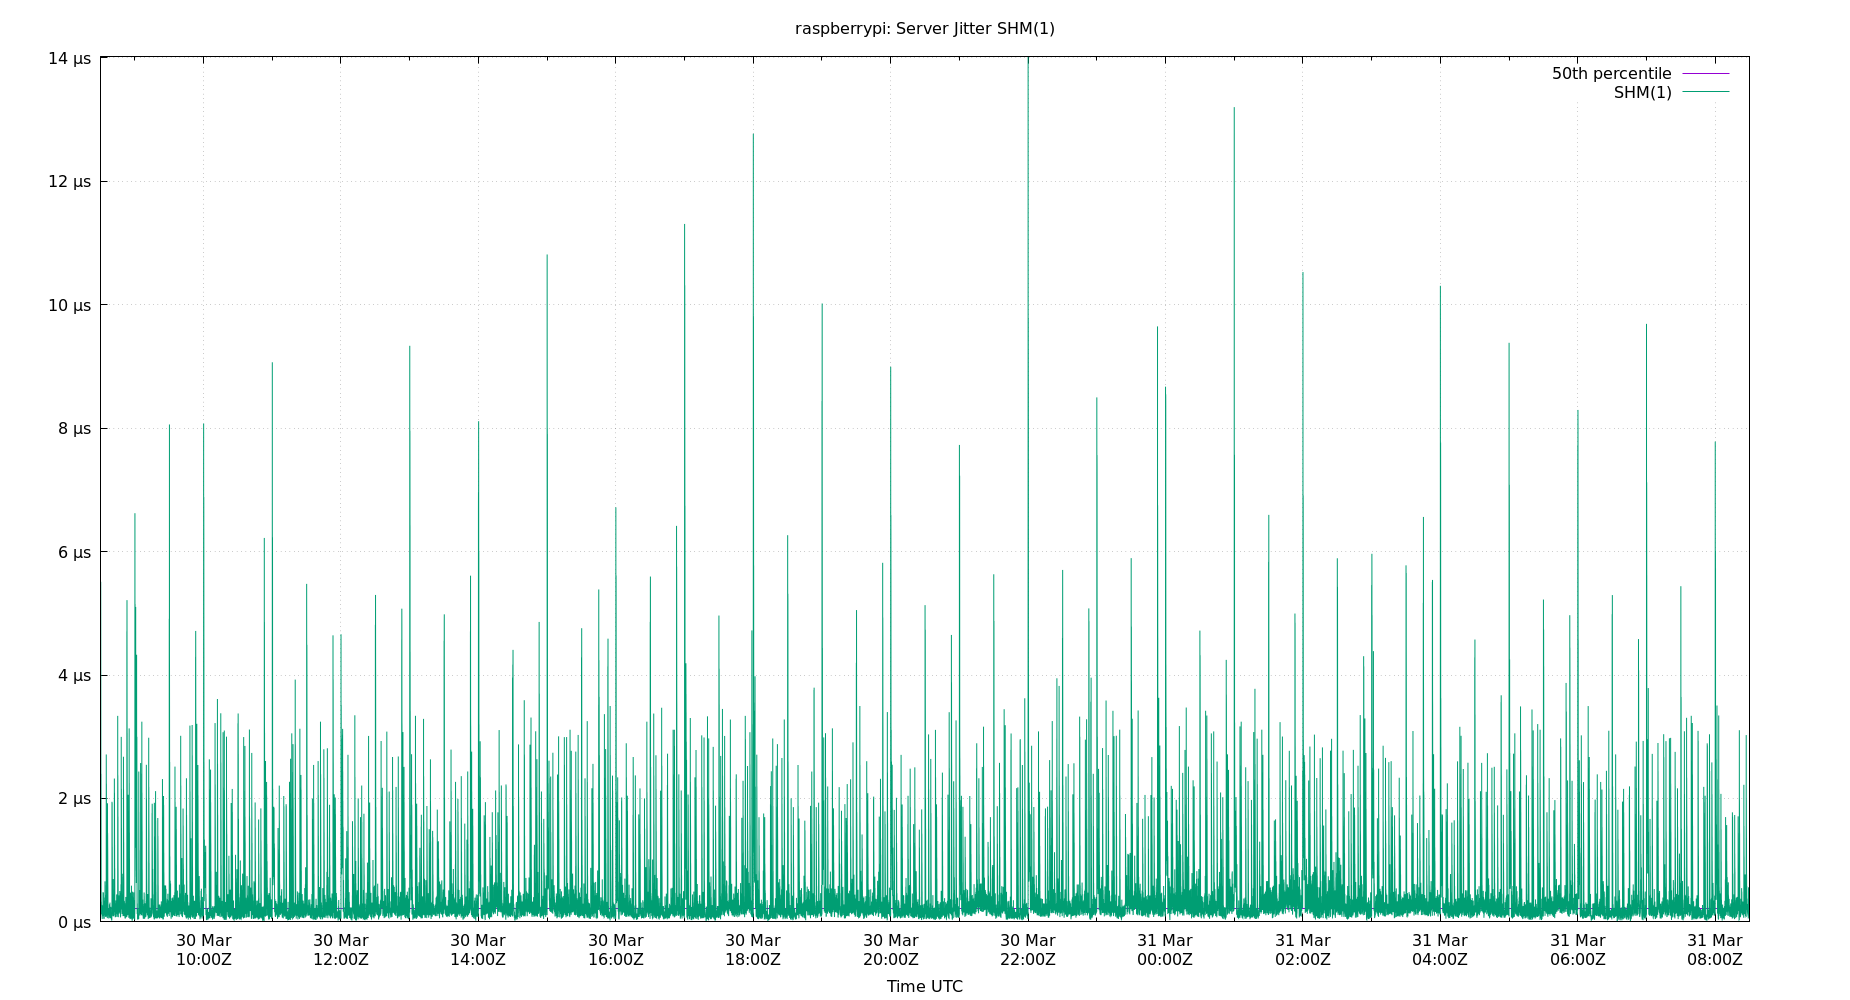 raspberrypi: Server Jitter SHM(1)
50th percentile
SHM(1)
14 µs
12 µs
10 µs
8 µs
6 µs
4 µs
2 µs
0 µs
30 Mar 30 Mar 30 Mar 30 Mar 30 Mar 30 Mar 30 Mar 31 Mar 31 Mar 31 Mar 31 Mar 31 Mar
10:00Z 12:00Z 14:00Z 16:00Z 18:00Z 20:00Z 22:00Z 00:00Z 02:00Z 04:00Z 06:00Z 08:00Z
Time UTC